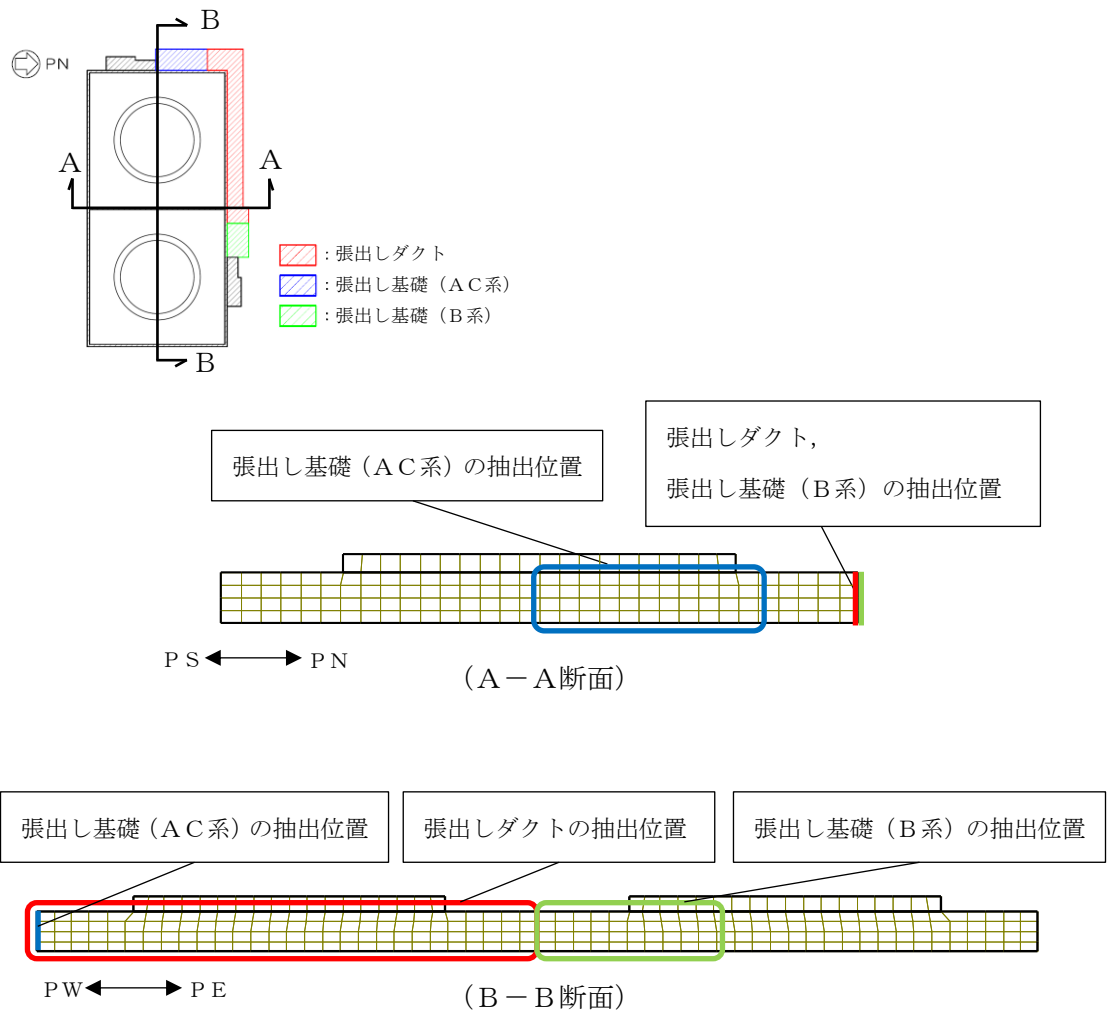 B
PN
A
A
：張出しダクト
：張出し基礎（ＡＣ系）
：張出し基礎（Ｂ系）
B
張出し基礎（ＡＣ系）の抽出位置
張出しダクト，
張出し基礎（Ｂ系）の抽出位置
ＰＳ
ＰＮ
（A－A断面）
張出し基礎（ＡＣ系）の抽出位置
張出しダクトの抽出位置
張出し基礎（Ｂ系）の抽出位置
ＰＷ
ＰＥ
（B－B断面）